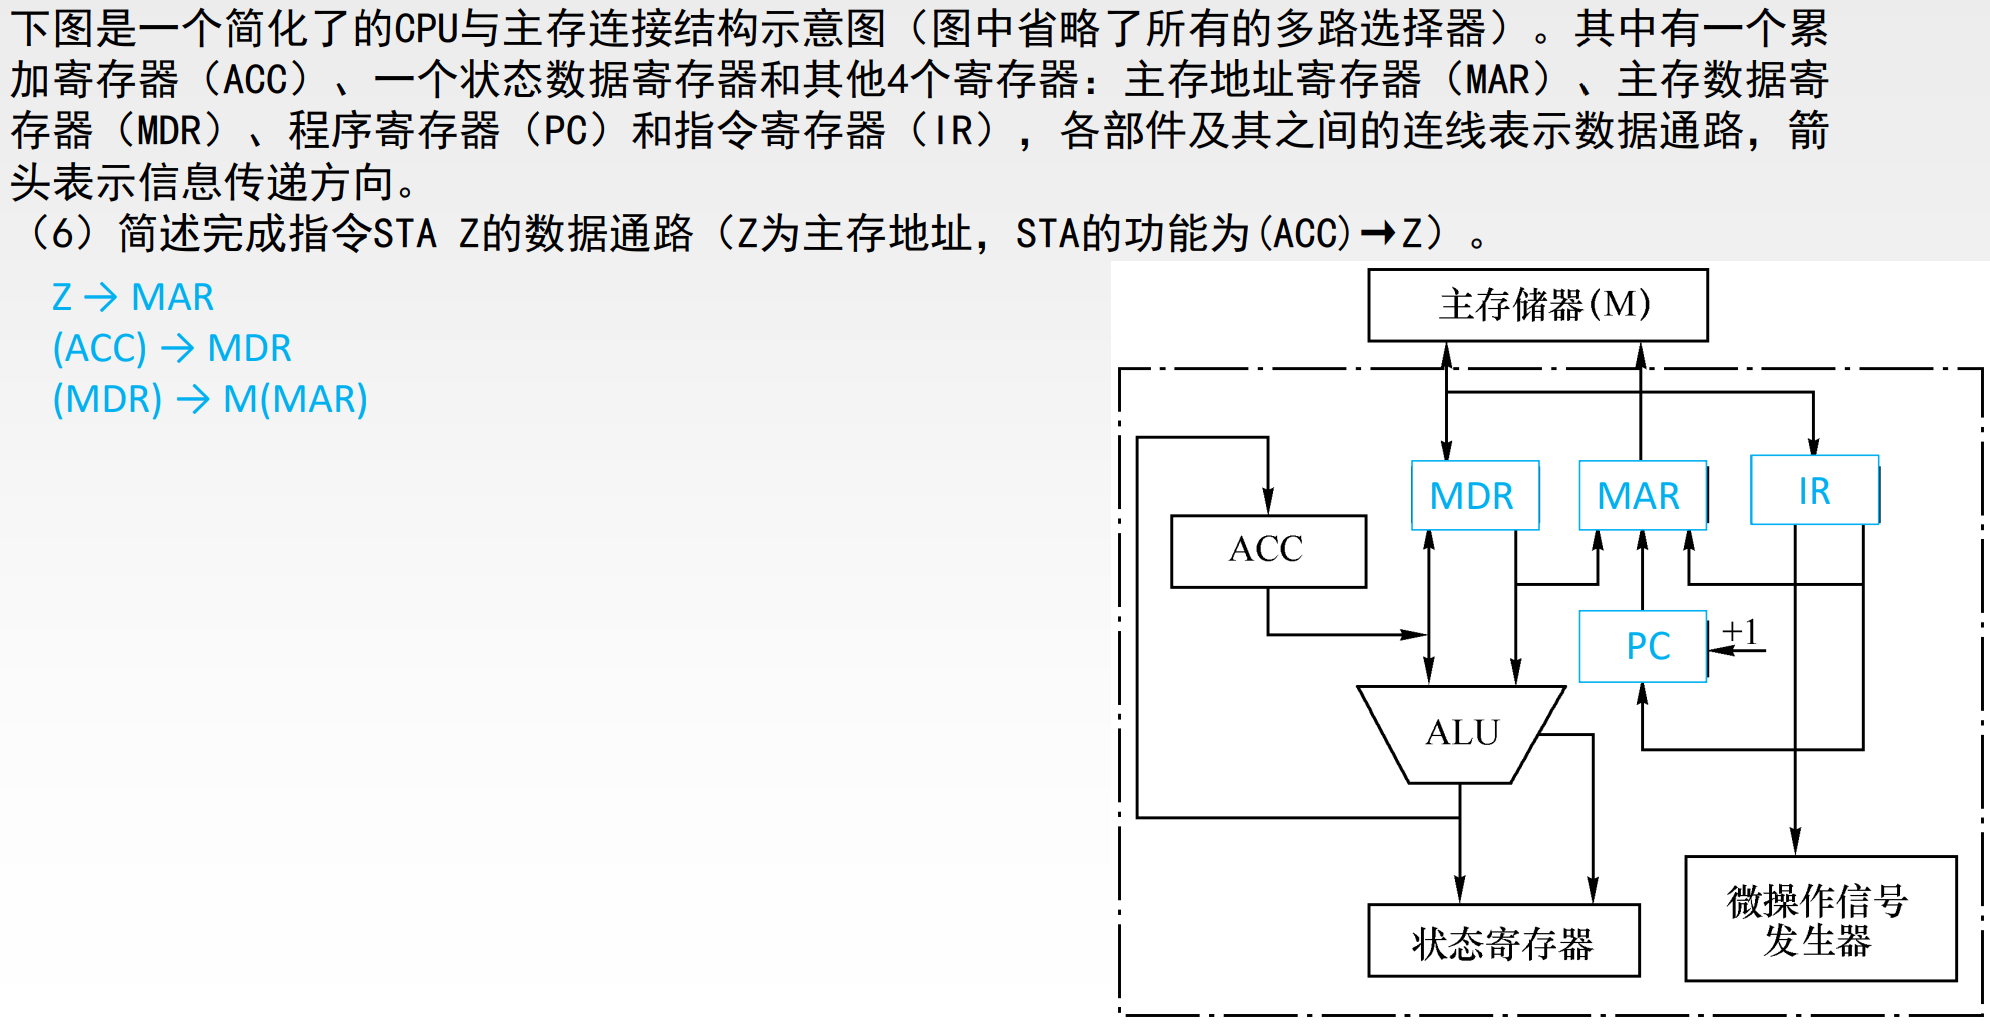 下图是一个简化了的CPU与主存连接结构示意图（图中省略了所有的多路选择器）。其中有一个累
加寄存器（ACC）、一个状态数据寄存器和其他4个寄存器：主存地址寄存器（MAR）、主存数据寄
存器（MDR）、程序寄存器（PC）和指令寄存器（IR），各部件及其之间的连线表示数据通路，箭
头表示信息传递方向。
（6）简述完成指令STA Z的数据通路（Z为主存地址，STA的功能为(ACC)→Z）。
Z → MAR
(ACC) → MDR
(MDR) → M(MAR)
主存储器(M)
MDR
MAR
IR
ACC
PC
+1
ALU
微操作信号
发生器
状态寄存器